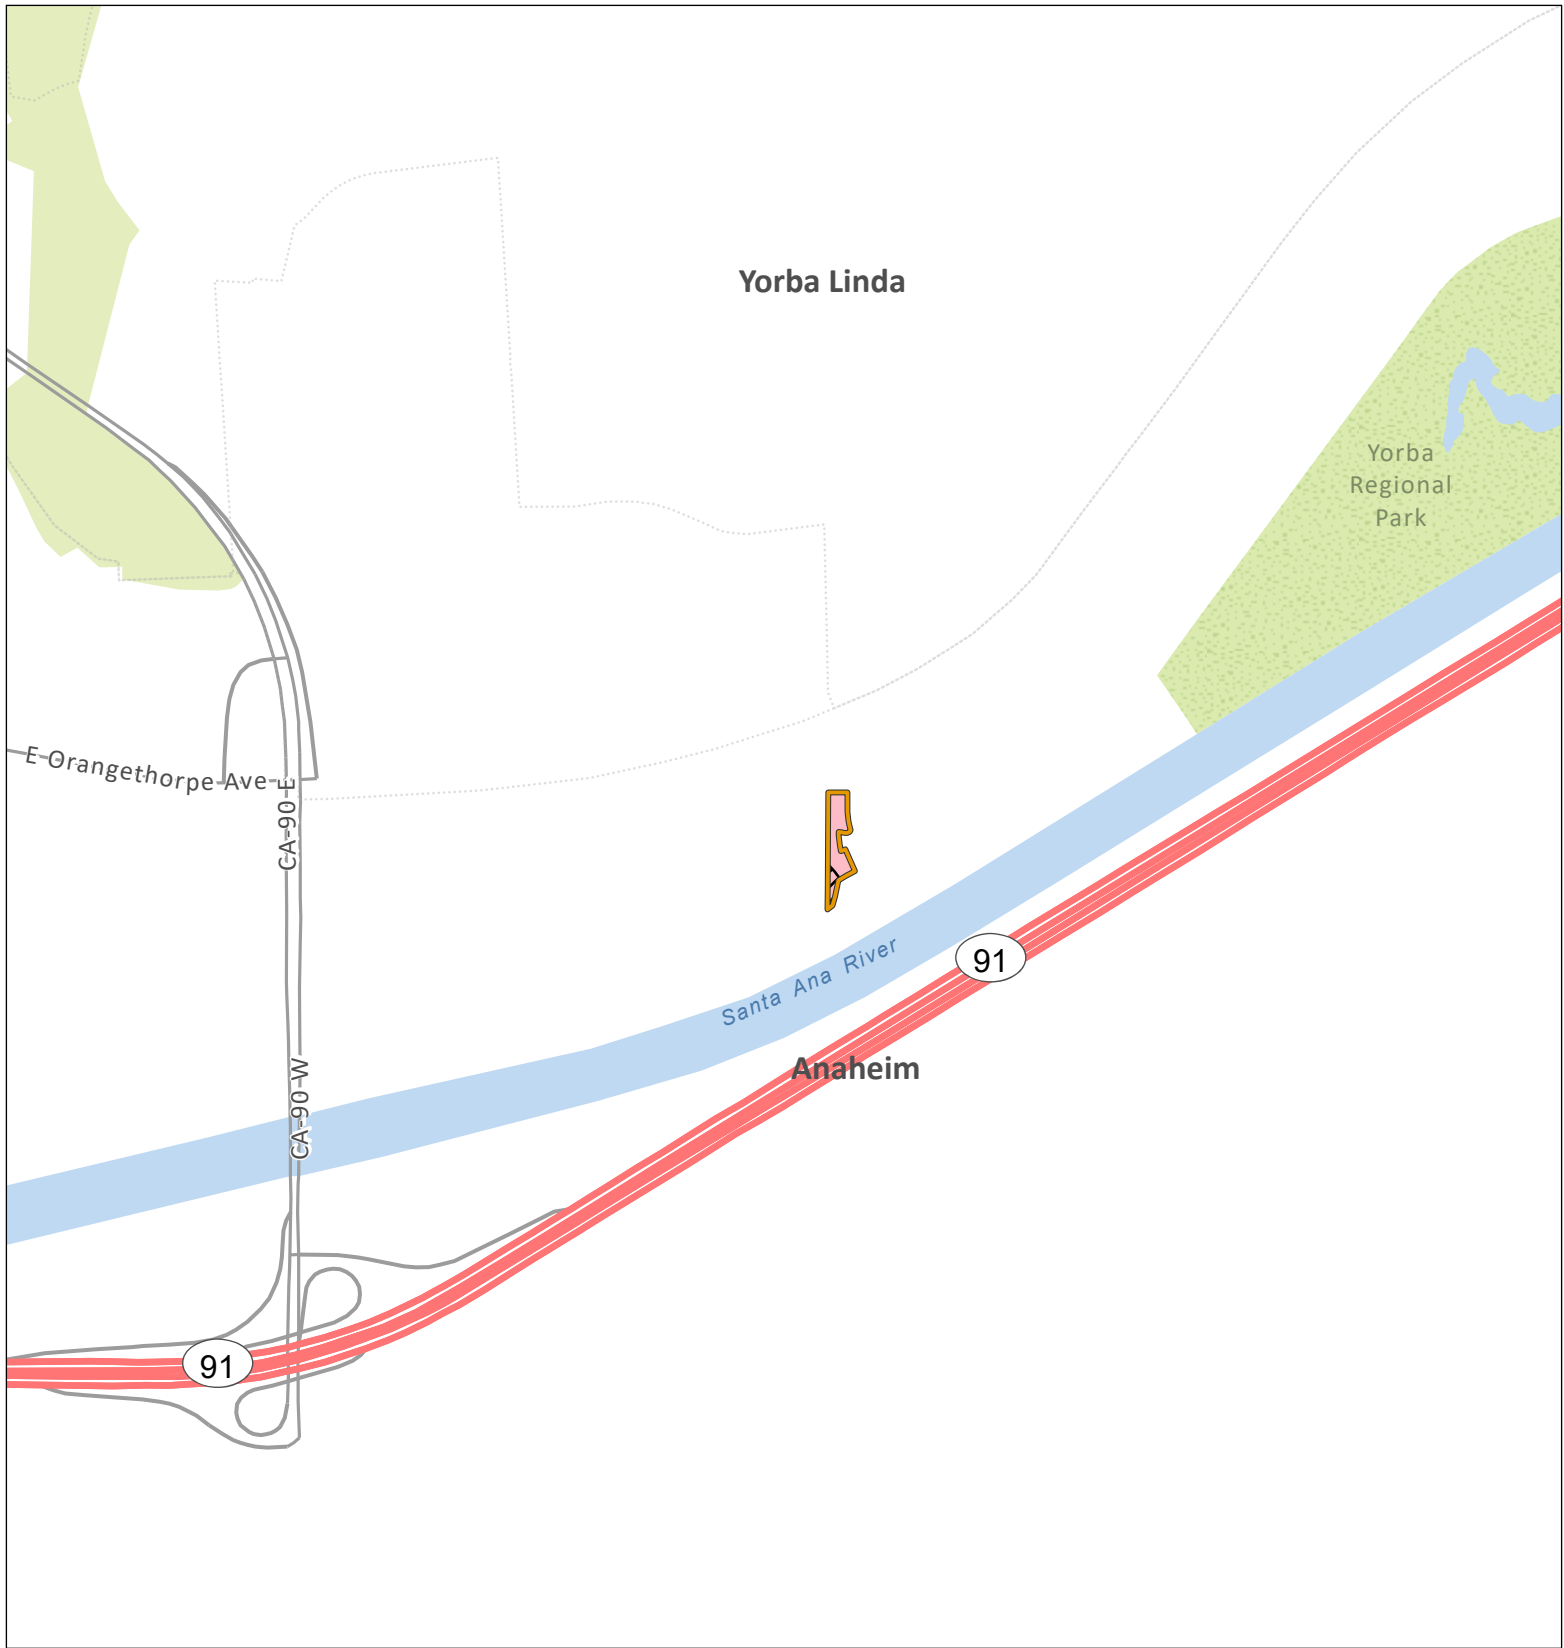 Yorba Linda
Yorba
Regional
Park
E Orangethorpe Ave
CA-90 E
Santa Ana River
91
CA-90 W
Anaheim
91